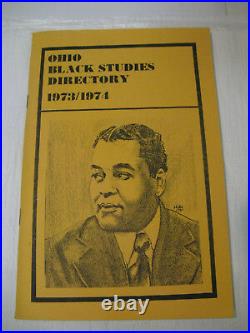 OHIO
BLACK STUDIES
DIRECTORY
1973/1974